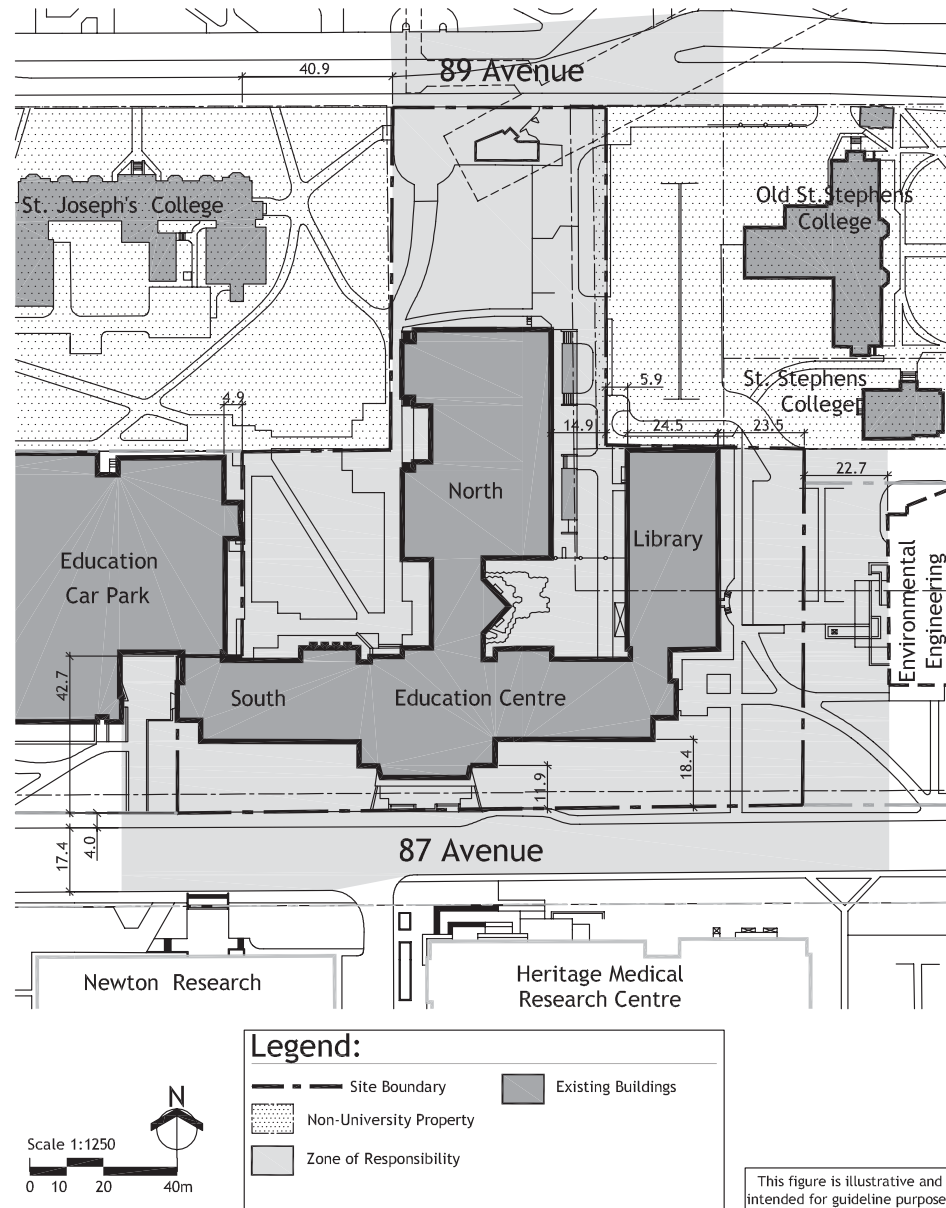 40.9
89 Avenue
St. Joseph's College
Old St. Stephens
College
5.9
St. Stephens
College
4.9
14.9
24.5
23.5
22.7
North
Library
Education
Car Park
Environmental
Engineering
42.7
South
Education Centre
18.4
11.9
17.4
4.0
87 Avenue
Newton Research
Heritage Medical
Research Centre
Legend:
Site Boundary
Existing Buildings
Non-University Property
Zone of Responsibility
N
Scale 1:1250
0 10 20 40m
This figure is illustrative and
intended for guideline purpose